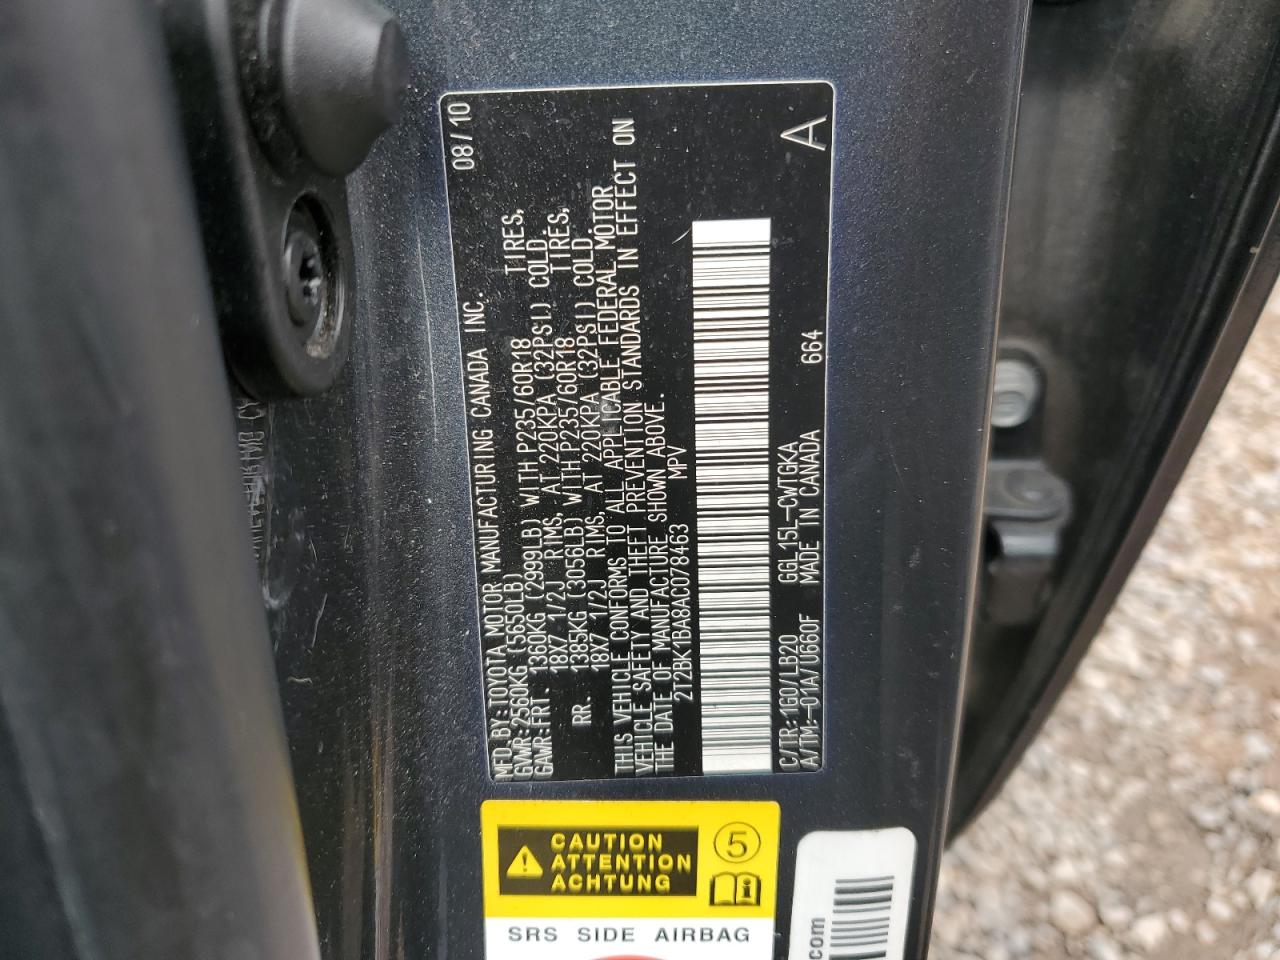 MFD. BY: TOYOTA MOTOR MANUFACTURING CANADA INC. 08/10
GVWR: 2560KG (5650LB)
GAWR: FRT. 1360KG (2999LB) WITH P235/60R18 TIRES,
18X7 1/2J RIMS, AT 220KPA (32PSI) COLD.
RR. 1385KG (3056LB) WITH P235/60R18 TIRES,
18X7 1/2J RIMS, AT 220KPA (32PSI) COLD.
THIS VEHICLE CONFORMS TO ALL APPLICABLE FEDERAL MOTOR
VEHICLE SAFETY AND THEFT PREVENTION STANDARDS IN EFFECT ON
THE DATE OF MANUFACTURE SHOWN ABOVE.
2T2BK1BA8AC078463 MPV
C/TR: 1G0/LB20 GGL15L-CWTGKA
A/TM: -01A/U660F MADE IN CANADA 664 A
CAUTION
ATTENTION
ACHTUNG
5
SRS SIDE AIRBAG
.com